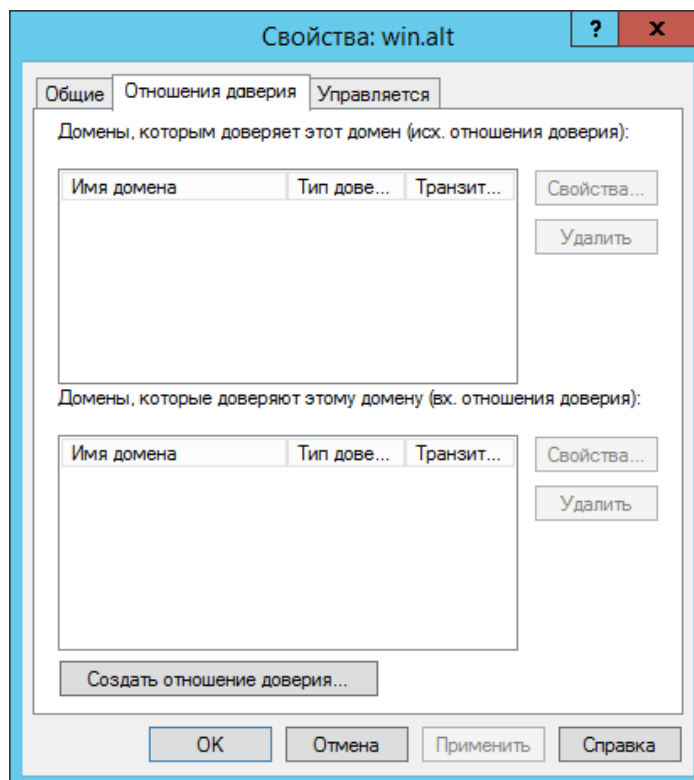 Свойства: win.alt
?
x
Общие Отношения доверия Управляется
Домены, которым доверяет этот домен (исх. отношения доверия):
Имя домена Тип дове... Транзит... Свойства...
Удалить
Домены, которые доверяют этому домену (вх. отношения доверия):
Имя домена Тип дове... Транзит... Свойства...
Удалить
Создать отношение доверия...
OK Отмена Применить Справка